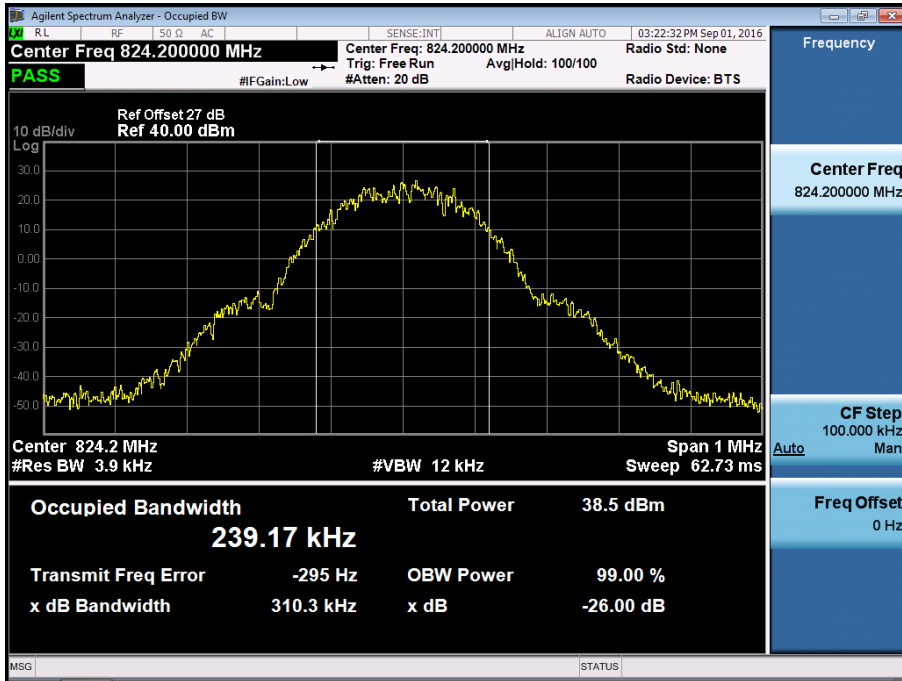 Agilent Spectrum Analyzer - Occupied BW
LXI RL RF 50 Ω AC SENSE:INT ALIGN AUTO 03:22:32 PM Sep 01, 2016
Center Freq 824.200000 MHz
Center Freq: 824.200000 MHz Radio Std: None
Trig: Free Run Avg|Hold: 100/100
PASS
#IFGain:Low #Atten: 20 dB Radio Device: BTS
Ref Offset 27 dB
10 dB/div Ref 40.00 dBm
Log
30.0
20.0
10.0
0.00
-10.0
-20.0
-30.0
-40.0
-50.0
Center 824.2 MHz Span 1 MHz
#Res BW 3.9 kHz #VBW 12 kHz Sweep 62.73 ms
Occupied Bandwidth Total Power 38.5 dBm
239.17 kHz
Transmit Freq Error -295 Hz OBW Power 99.00 %
x dB Bandwidth 310.3 kHz x dB -26.00 dB
MSG STATUS
Frequency
Center Freq
824.200000 MHz
CF Step
100.000 kHz
Auto Man
Freq Offset
0 Hz